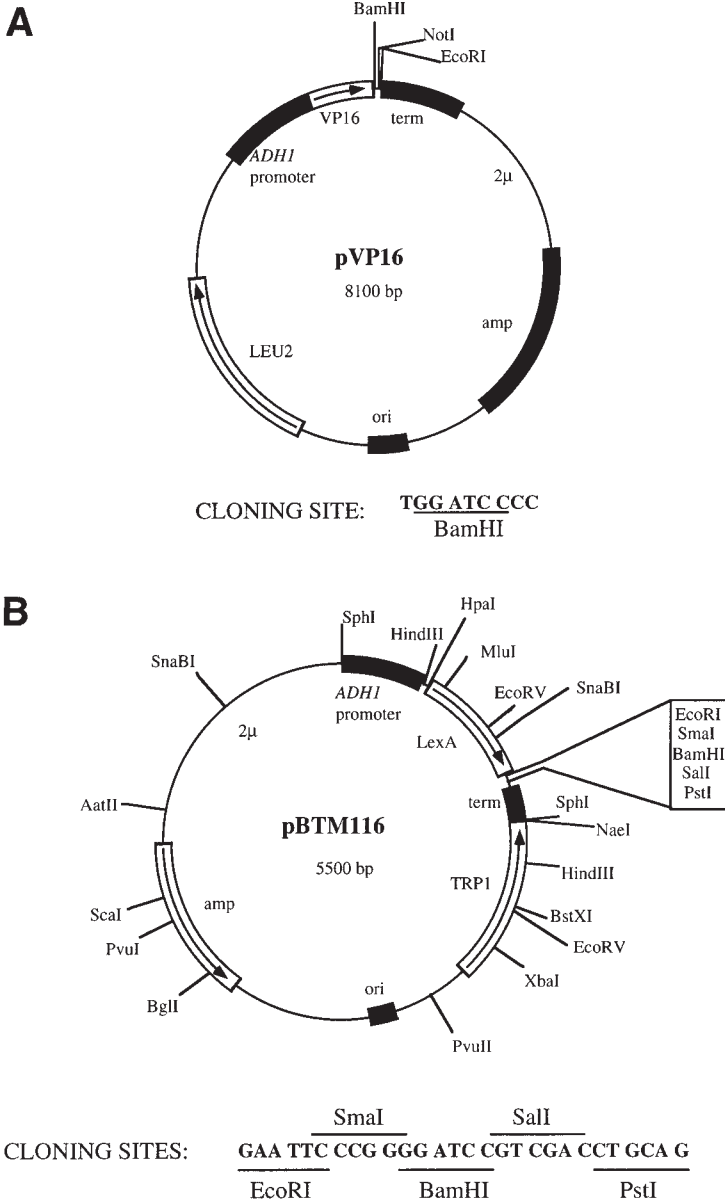 A
BamHI
NotI
EcoRI
VP16
term
ADH1
promoter
2μ
pVP16
8100 bp
amp
LEU2
ori
CLONING SITE: TGG ATCC CCC
BamHI
B
SphI
HpaI
HindIII
MluI
SnaBI
EcoRV
SnaBI
ADH1
promoter
2μ
LexA
EcoRI
SmaI
BamHI
SalI
PstI
AatII
term
SphI
pBTM116
NaeI
5500 bp
HindIII
TRP1
amp
ScaI
BstXI
PvuI
EcoRV
XbaI
ori
BglI
PvuII
SmaI
SalI
CLONING SITES: GAA TTC CCG GGG ATC CGT CGA CCT GCA G
EcoRI
BamHI
PstI